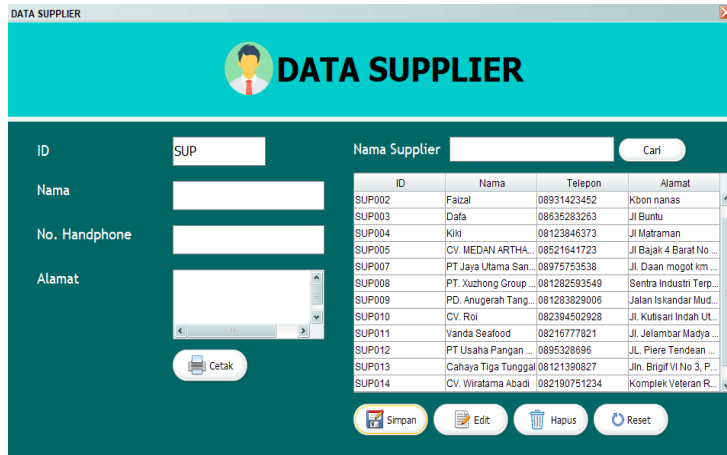 DATA SUPPLIER
DATA SUPPLIER
ID SUP
Nama
No. Handphone
Alamat
Cetak
Nama Supplier Cari
ID Nama Telepon Alamat
SUP002 Faizal 08931423452 Kbon nanas
SUP003 Dafa 08635283263 Jl Buntu
SUP004 Kiki 08123846373 Jl Matraman
SUP005 CV. MEDAN ARTHA... 08521641723 Jl Bajak 4 Barat No ...
SUP007 PT Jaya Utama San... 08975753538 Jl. Daan mogot km ...
SUP008 PT. Xuzhong Group ... 081282593549 Sentra Industri Terp...
SUP009 PD. Anugerah Tang... 081283829006 Jalan Iskandar Mud...
SUP010 CV. Roi 082394502928 Jl. Kutisari Indah Ut...
SUP011 Vanda Seafood 08216777821 Jl. Jelambar Madya ...
SUP012 PT Usaha Pangan ... 0895328696 JL. Piere Tendean ...
SUP013 Cahaya Tiga Tunggal 08121390827 Jln. Brigif VI No 3, P...
SUP014 CV. Wiratama Abadi 082190751234 Komplek Veteran R...
Simpan Edit Hapus Reset